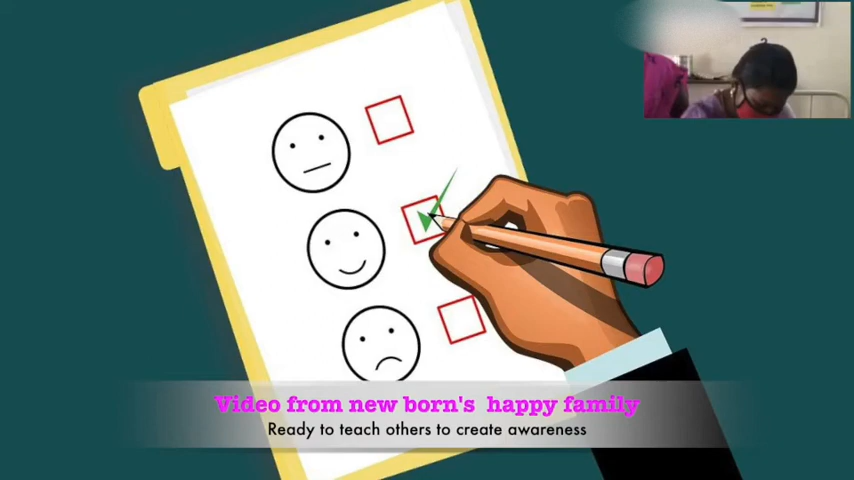 Video from new born's happy family
Ready to teach others to create awareness